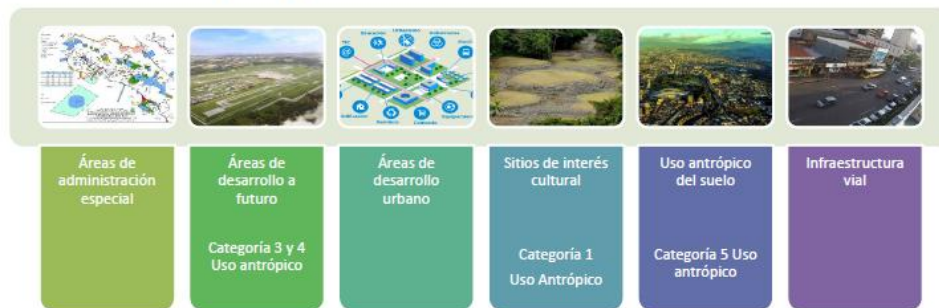 Áreas de
administración
especial
Áreas de
desarrollo a
futuro
Categoría 3 y 4
Uso antrópico
Áreas de
desarrollo
urbano
Sitios de interés
cultural
Categoría 1
Uso Antrópico
Uso antrópico
del suelo
Categoría 5 Uso
antrópico
Infraestructura
vial